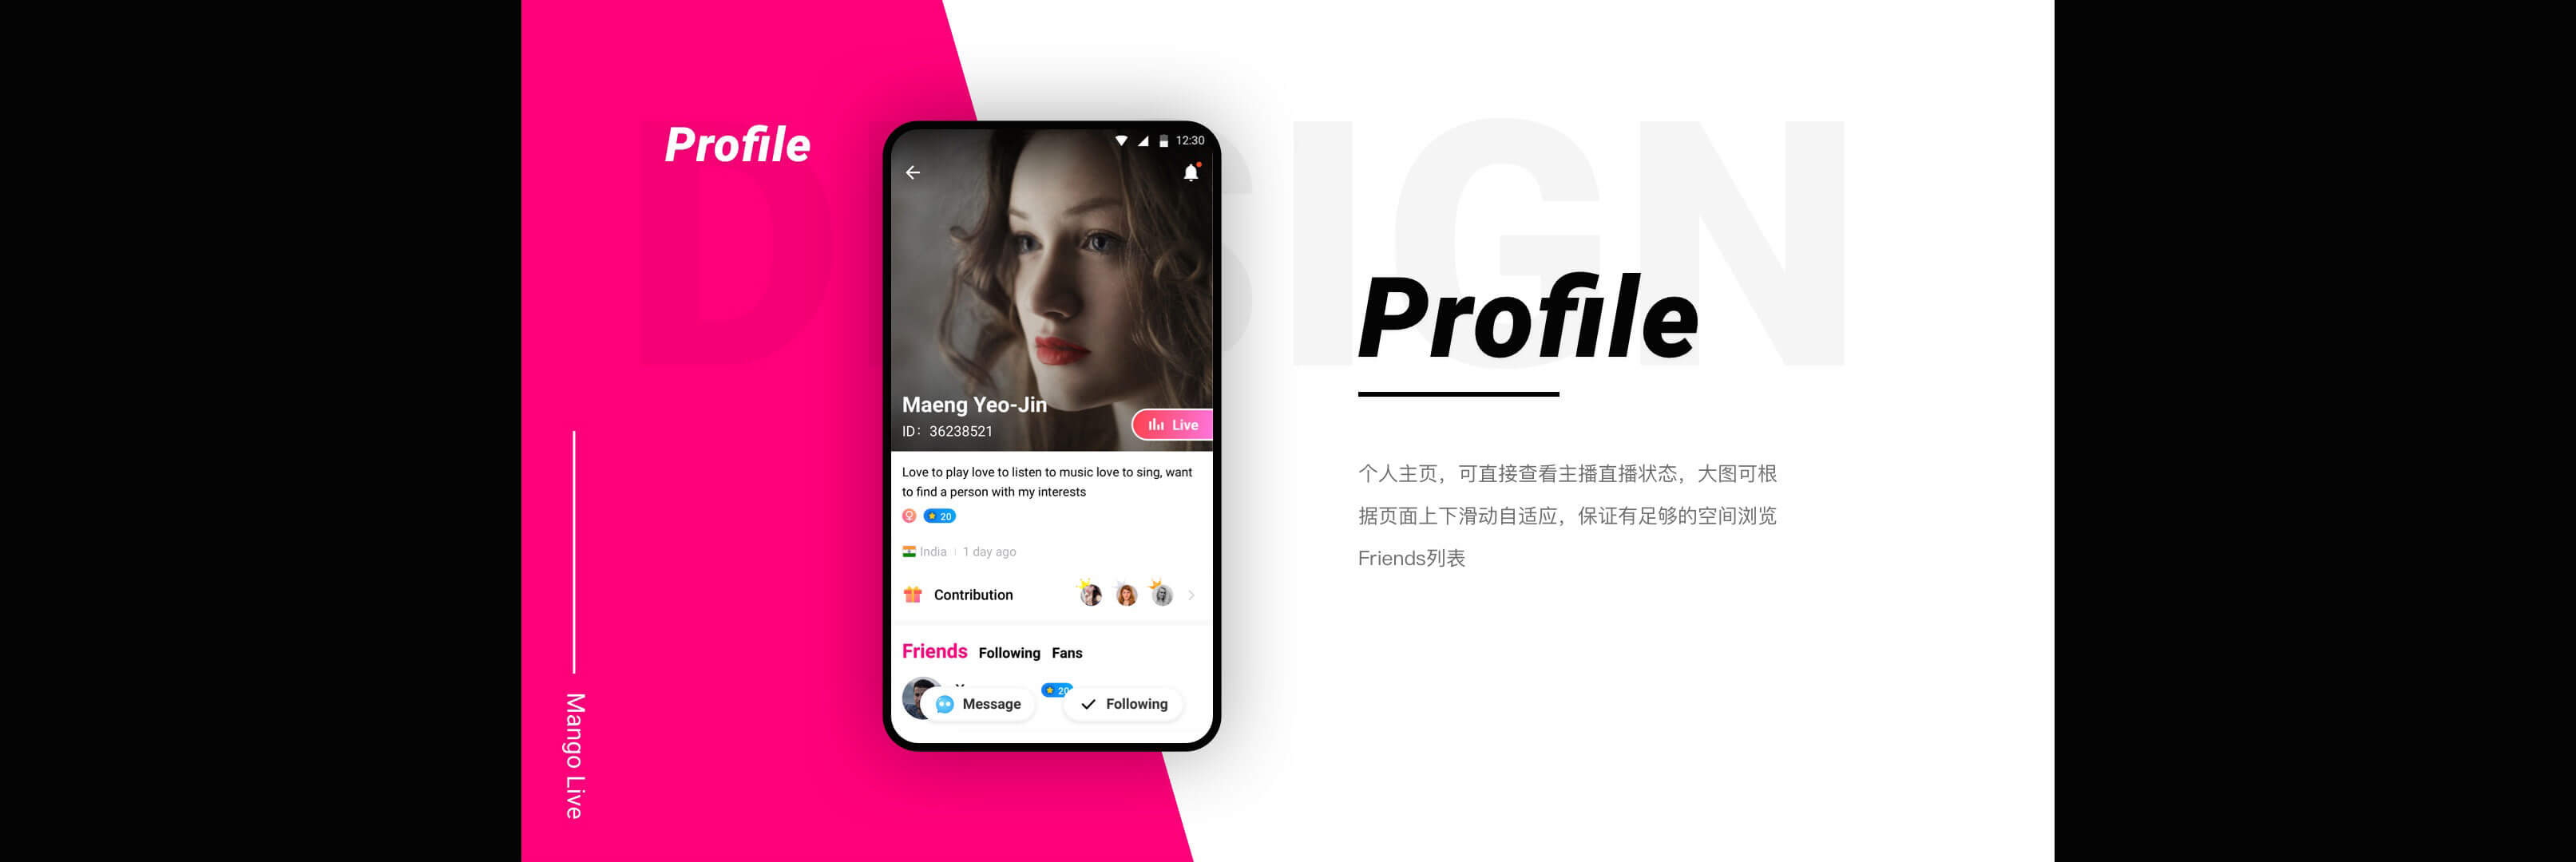 DESIGN
Profile
12:30
Maeng Yeo-Jin
ID: 36238521
Live
Love to play love to listen to music love to sing, want
to find a person with my interests
20
India
1 day ago
Contribution
Friends Following Fans
20
Message
Following
Mango Live
Profile
个人主页，可直接查看主播直播状态，大图可根
据页面上下滑动自适应，保证有足够的空间浏览
Friends列表